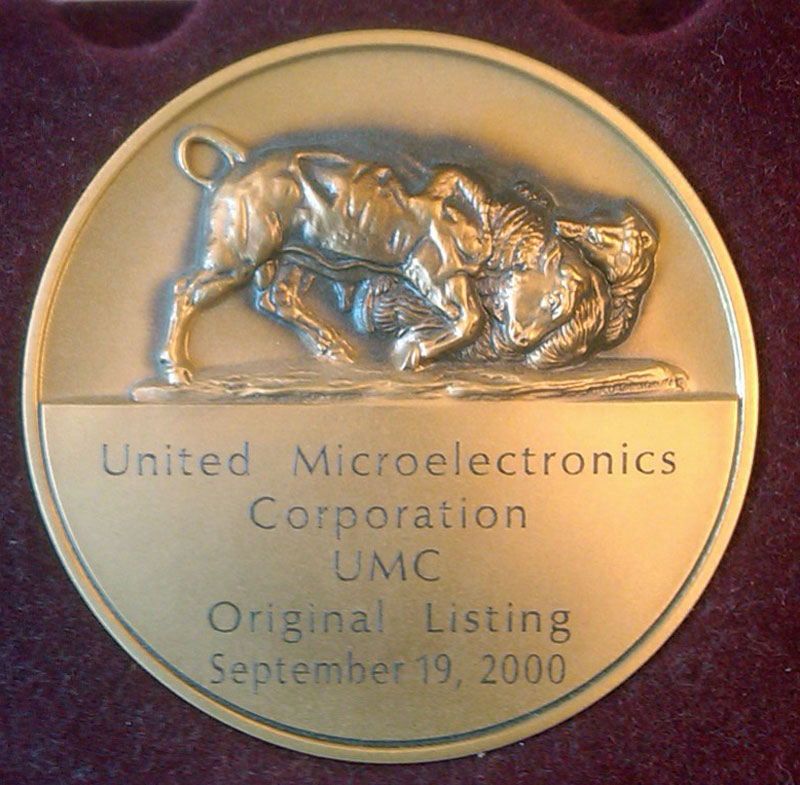 United Microelectronics
Corporation
UMC
Original Listing
September 19, 2000